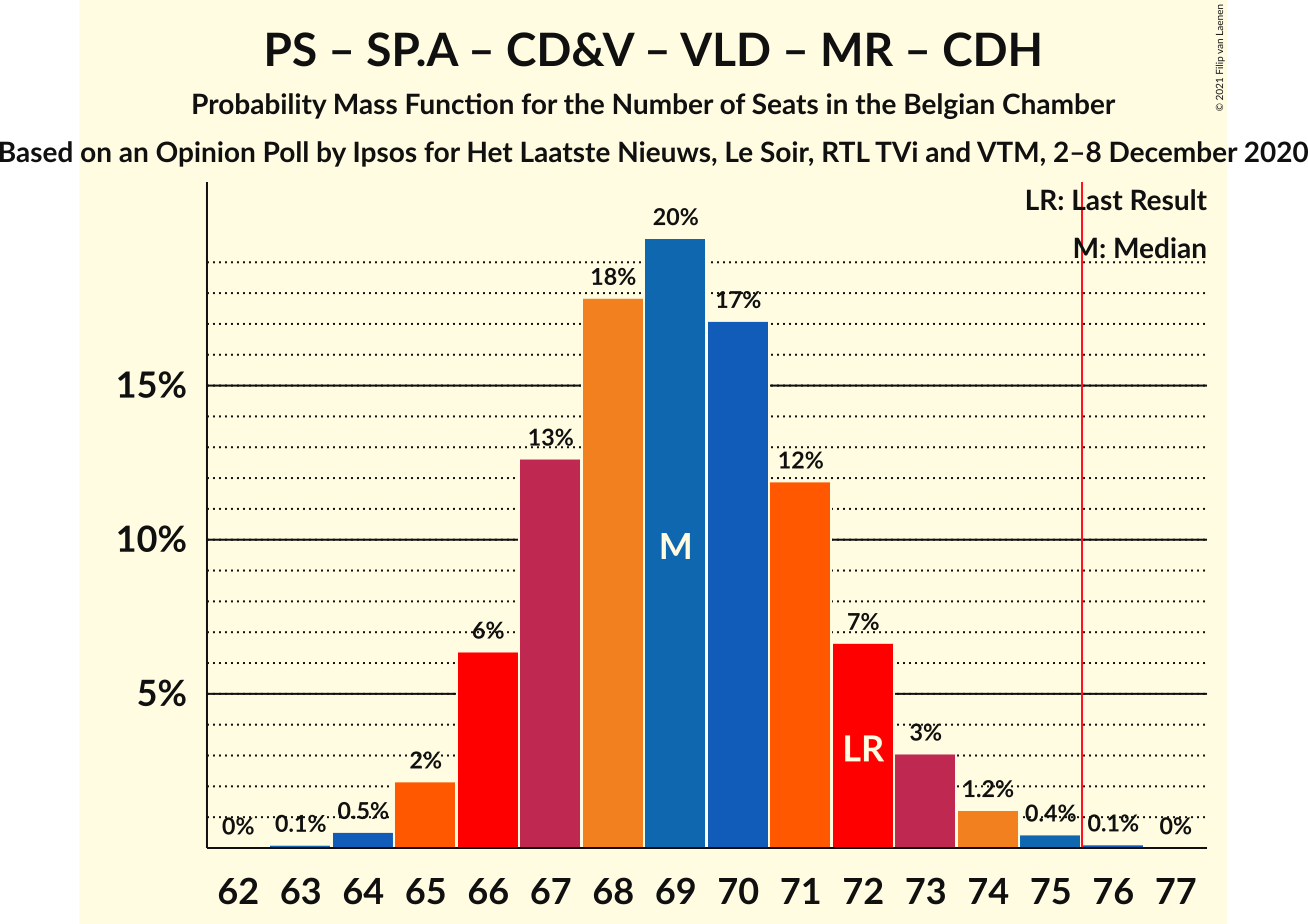 PS – SP.A – CD&V – VLD – MR – CDH
Probability Mass Function for the Number of Seats in the Belgian Chamber
Based on an Opinion Poll by Ipsos for Het Laatste Nieuws, Le Soir, RTL TVi and VTM, 2–8 December 2020
© 2021 Filip van Laenen
LR: Last Result
M: Median
15%
10%
5%
0%
0.1%
0.5%
2%
6%
13%
18%
20%
17%
12%
7%
3%
1.2%
0.4%
0.1%
0%
M
LR
62 63 64 65 66 67 68 69 70 71 72 73 74 75 76 77